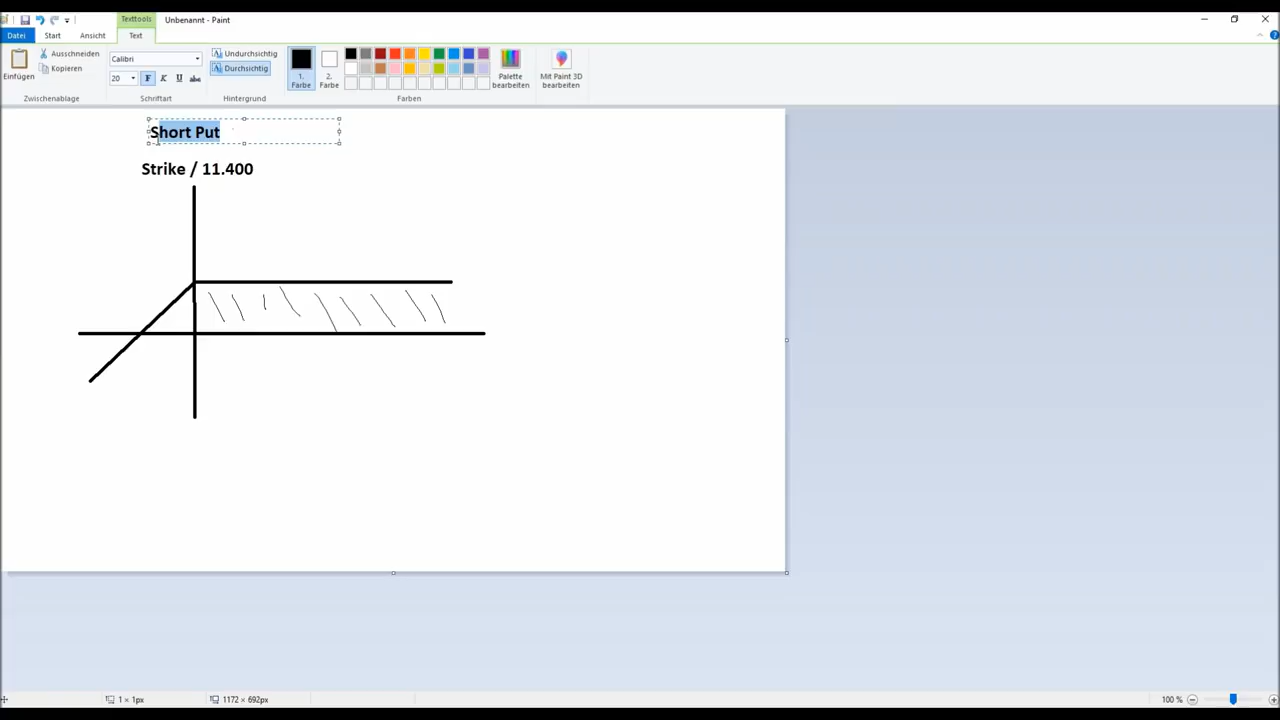 Texttools
Unbenannt - Paint
Datei
Start
Ansicht
Text
Einfügen
Ausschneiden
Kopieren
Zwischenablage
Calibri
20
F
K
U
abc
Schriftart
Undurchsichtig
Durchsichtig
Hintergrund
1.
Farbe
2.
Farbe
Palette
bearbeiten
Mit Paint 3D
bearbeiten
Farben
Short Put
Strike / 11.400
1 × 1px
1172 × 692px
100 %